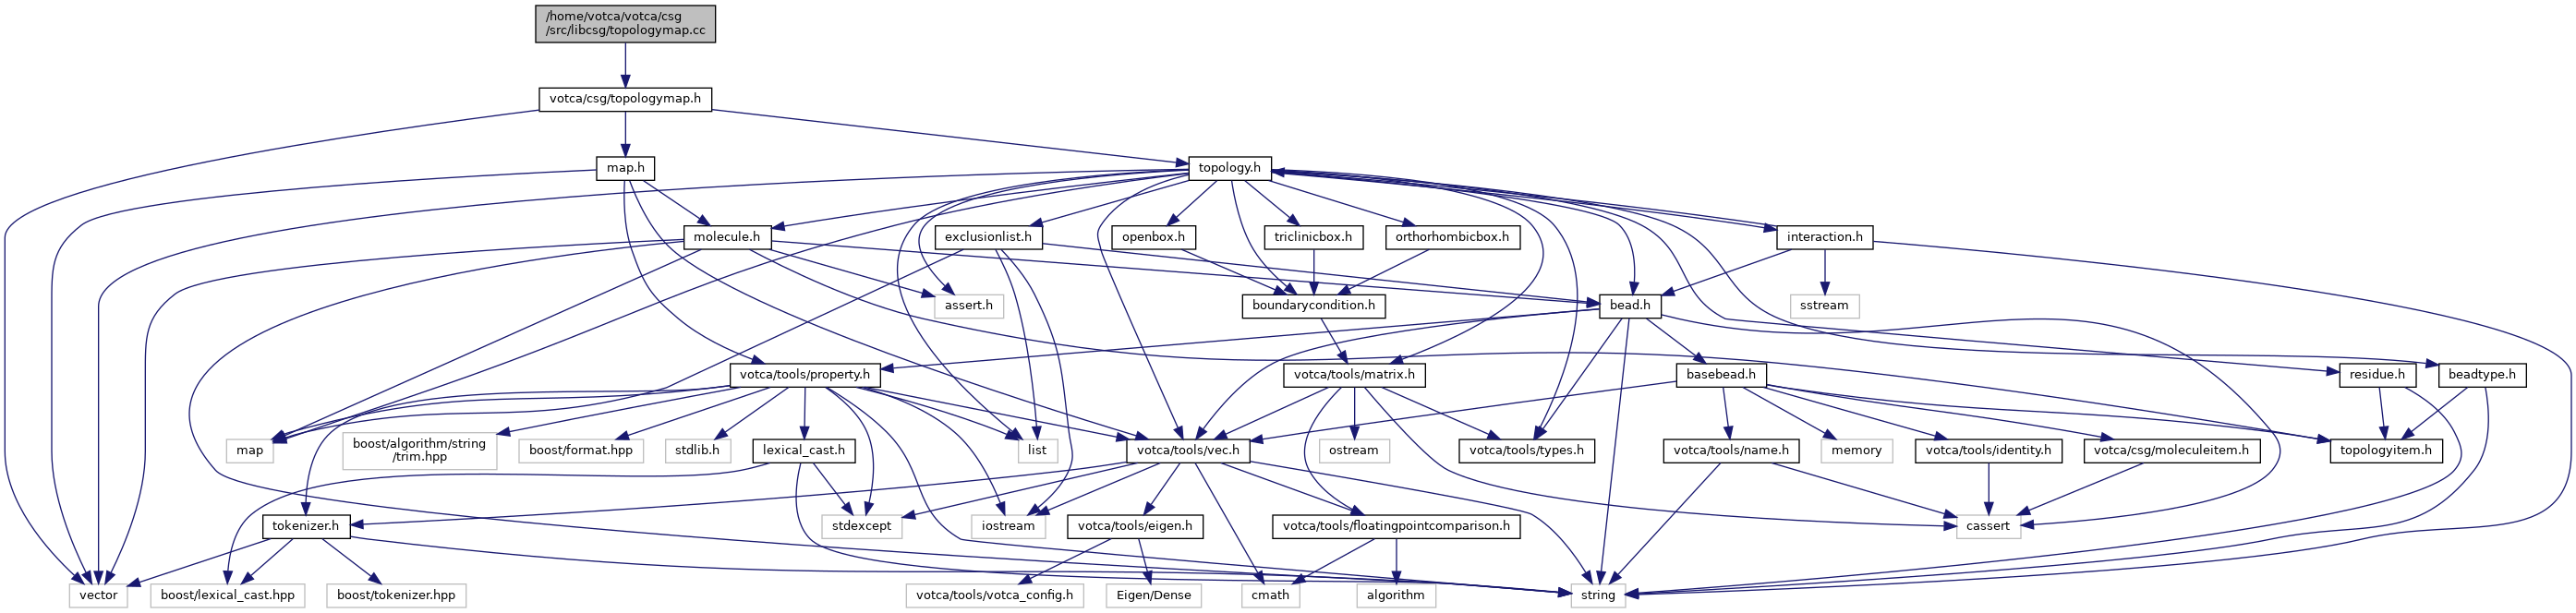 /home/votca/votca/csg
/src/libcsg/topologymap.cc
votca/csg/topologymap.h
map.h
topology.h
molecule.h
exclusionlist.h
openbox.h
triclinicbox.h
orthorhombicbox.h
interaction.h
assert.h
boundarycondition.h
bead.h
sstream
votca/tools/property.h
votca/tools/matrix.h
basebead.h
residue.h
beadtype.h
map
boost/algorithm/string
/trim.hpp
boost/format.hpp
stdlib.h
lexical_cast.h
list
votca/tools/vec.h
ostream
votca/tools/types.h
votca/tools/name.h
memory
votca/tools/identity.h
votca/csg/moleculeitem.h
topologyitem.h
tokenizer.h
stdexcept
iostream
votca/tools/eigen.h
votca/tools/floatingpointcomparison.h
cassert
vector
boost/lexical_cast.hpp
boost/tokenizer.hpp
votca/tools/votca_config.h
Eigen/Dense
cmath
algorithm
string